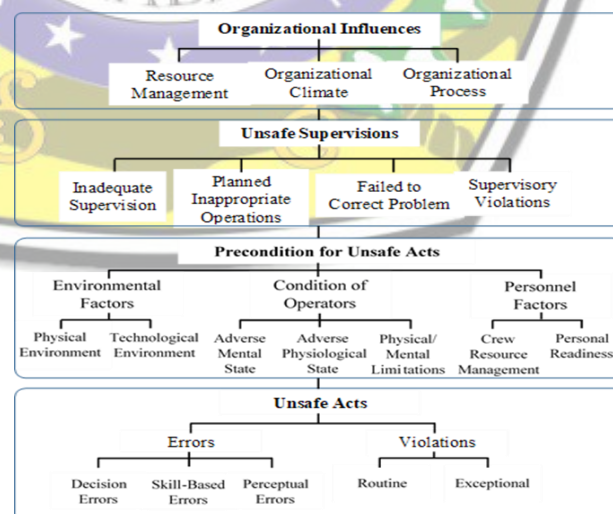 Organizational Influences
Resource Management
Organizational Climate
Organizational Process
Unsafe Supervisions
Inadequate Supervision
Planned Inappropriate Operations
Failed to Correct Problem
Supervisory Violations
Precondition for Unsafe Acts
Environmental Factors
Condition of Operators
Personnel Factors
Physical Environment
Technological Environment
Adverse Mental State
Adverse Physiological State
Physical/ Mental Limitations
Crew Resource Management
Personal Readiness
Unsafe Acts
Errors
Violations
Decision Errors
Skill-Based Errors
Perceptual Errors
Routine
Exceptional